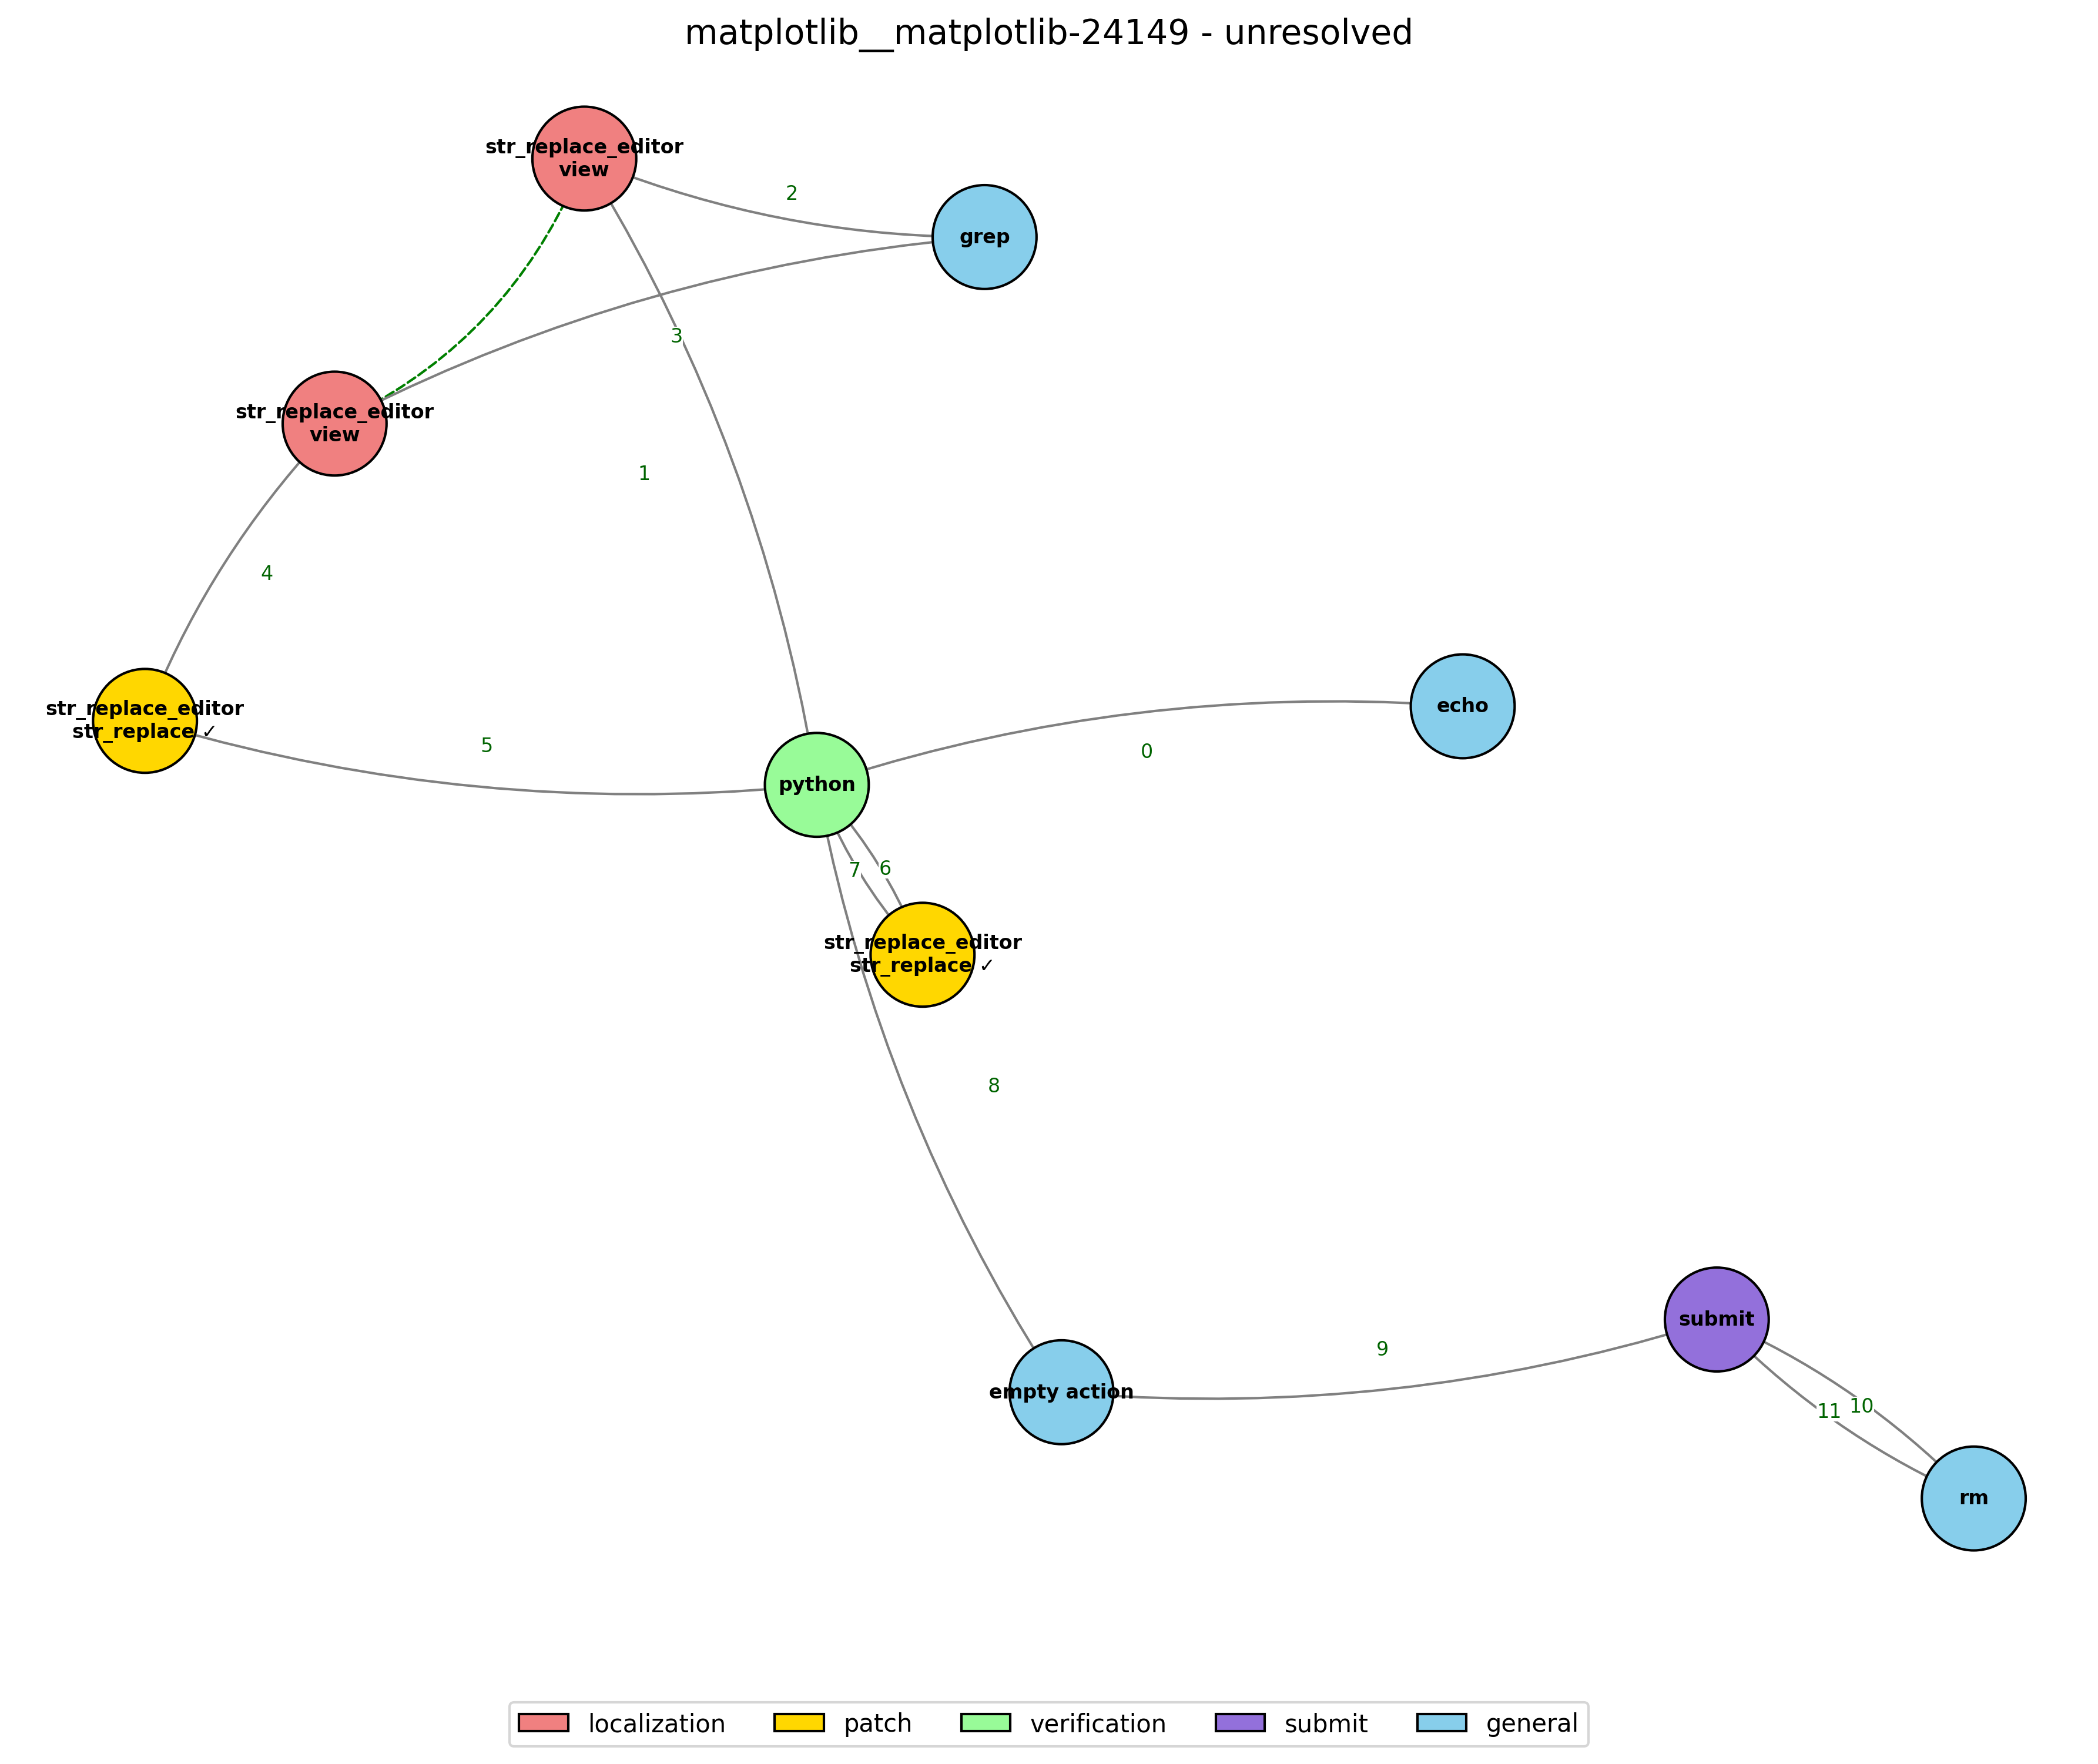 matplotlib__matplotlib-24149 - unresolved
str_replace_editor
view
2
grep
3
str_replace_editor
view
1
4
str_replace_editor
str_replace ✓
5
echo
0
python
7
6
str_replace_editor
str_replace ✓
8
submit
9
empty action
11
10
rm
localization
patch
verification
submit
general